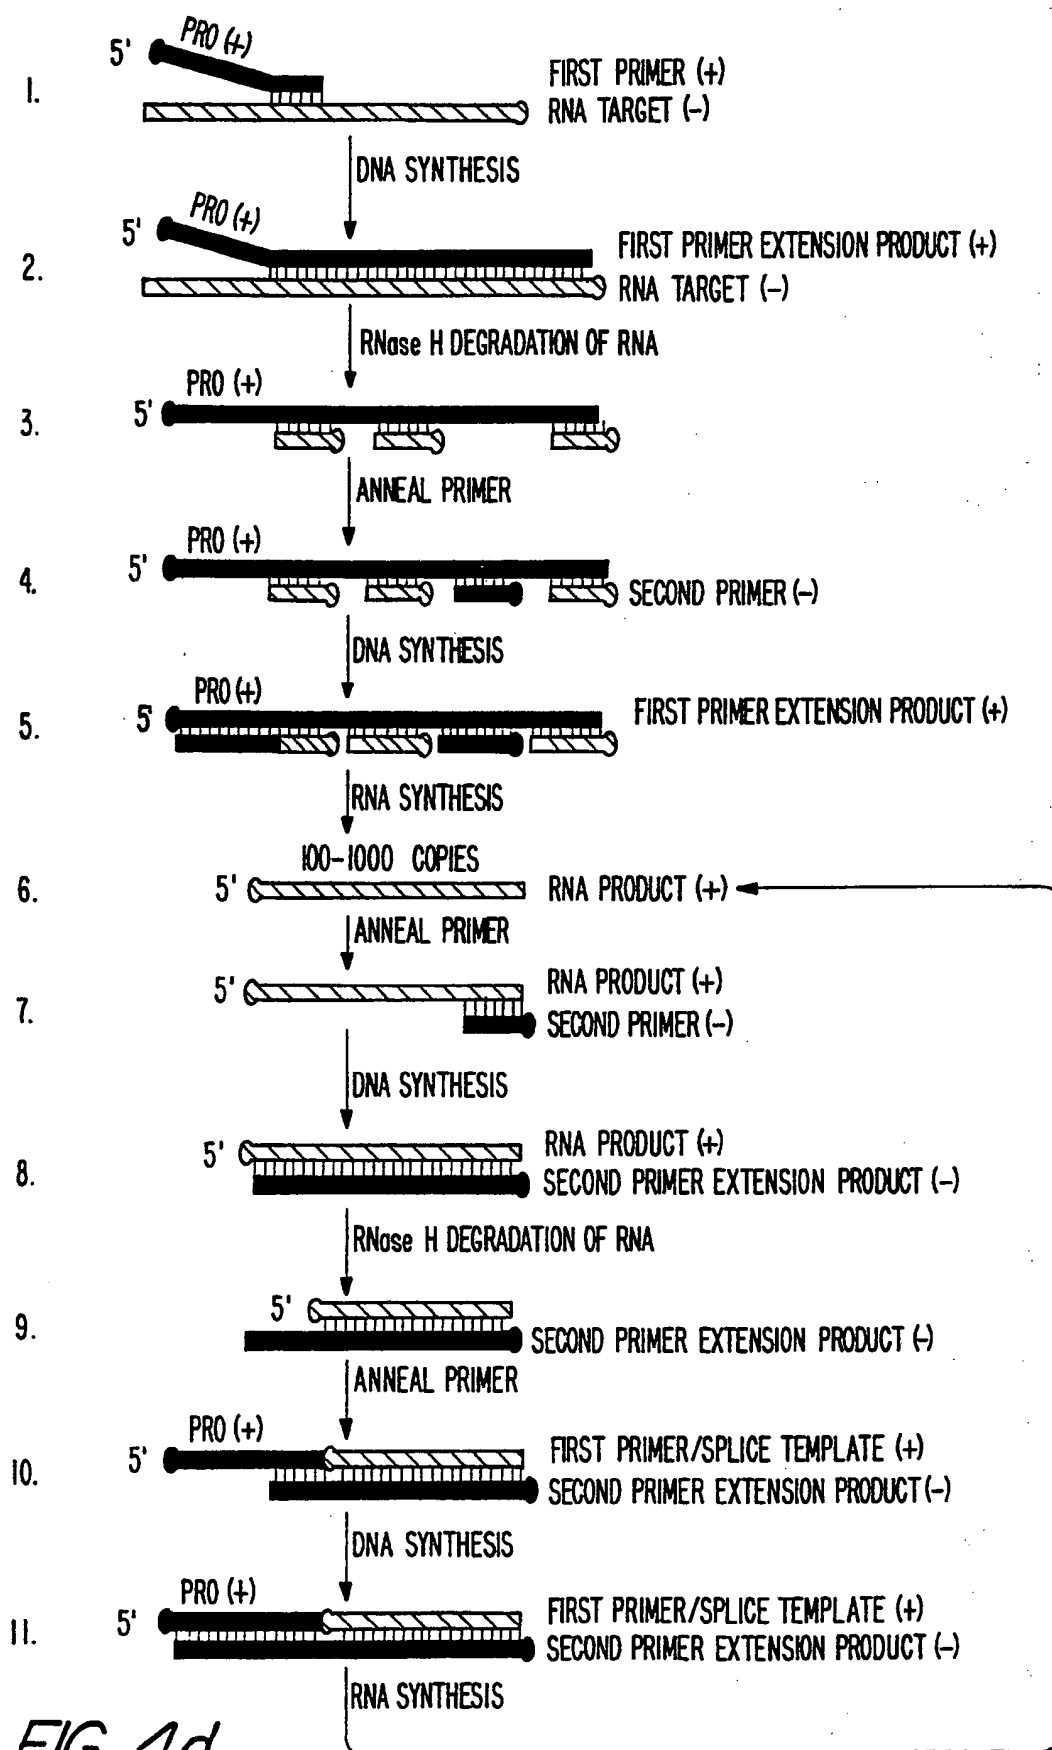 PRO (+)
5'
1.
FIRST PRIMER (+)
RNA TARGET (-)
DNA SYNTHESIS
PRO (+)
5'
2.
FIRST PRIMER EXTENSION PRODUCT (+)
RNA TARGET (-)
RNase H DEGRADATION OF RNA
PRO (+)
5'
3.
ANNEAL PRIMER
PRO (+)
5'
4.
SECOND PRIMER (-)
DNA SYNTHESIS
PRO (+)
5'
5.
FIRST PRIMER EXTENSION PRODUCT (+)
RNA SYNTHESIS
100-1000 COPIES
6.
5'
RNA PRODUCT (+)
ANNEAL PRIMER
5'
7.
RNA PRODUCT (+)
SECOND PRIMER (-)
DNA SYNTHESIS
5'
8.
RNA PRODUCT (+)
SECOND PRIMER EXTENSION PRODUCT (-)
RNase H DEGRADATION OF RNA
5'
9.
SECOND PRIMER EXTENSION PRODUCT (-)
ANNEAL PRIMER
PRO (+)
5'
10.
FIRST PRIMER/SPLICE TEMPLATE (+)
SECOND PRIMER EXTENSION PRODUCT (-)
DNA SYNTHESIS
PRO (+)
5'
11.
FIRST PRIMER/SPLICE TEMPLATE (+)
SECOND PRIMER EXTENSION PRODUCT (-)
RNA SYNTHESIS
FIG. 4d